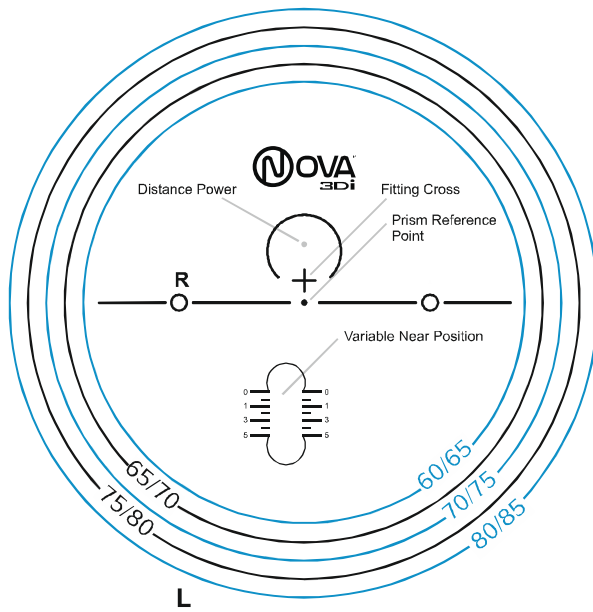 NOVA
3Di
Distance Power
Fitting Cross
Prism Reference
Point
R
Variable Near Position
0 0
1 1
3 3
5 5
65/70
60/65
75/80
70/75
80/85
L